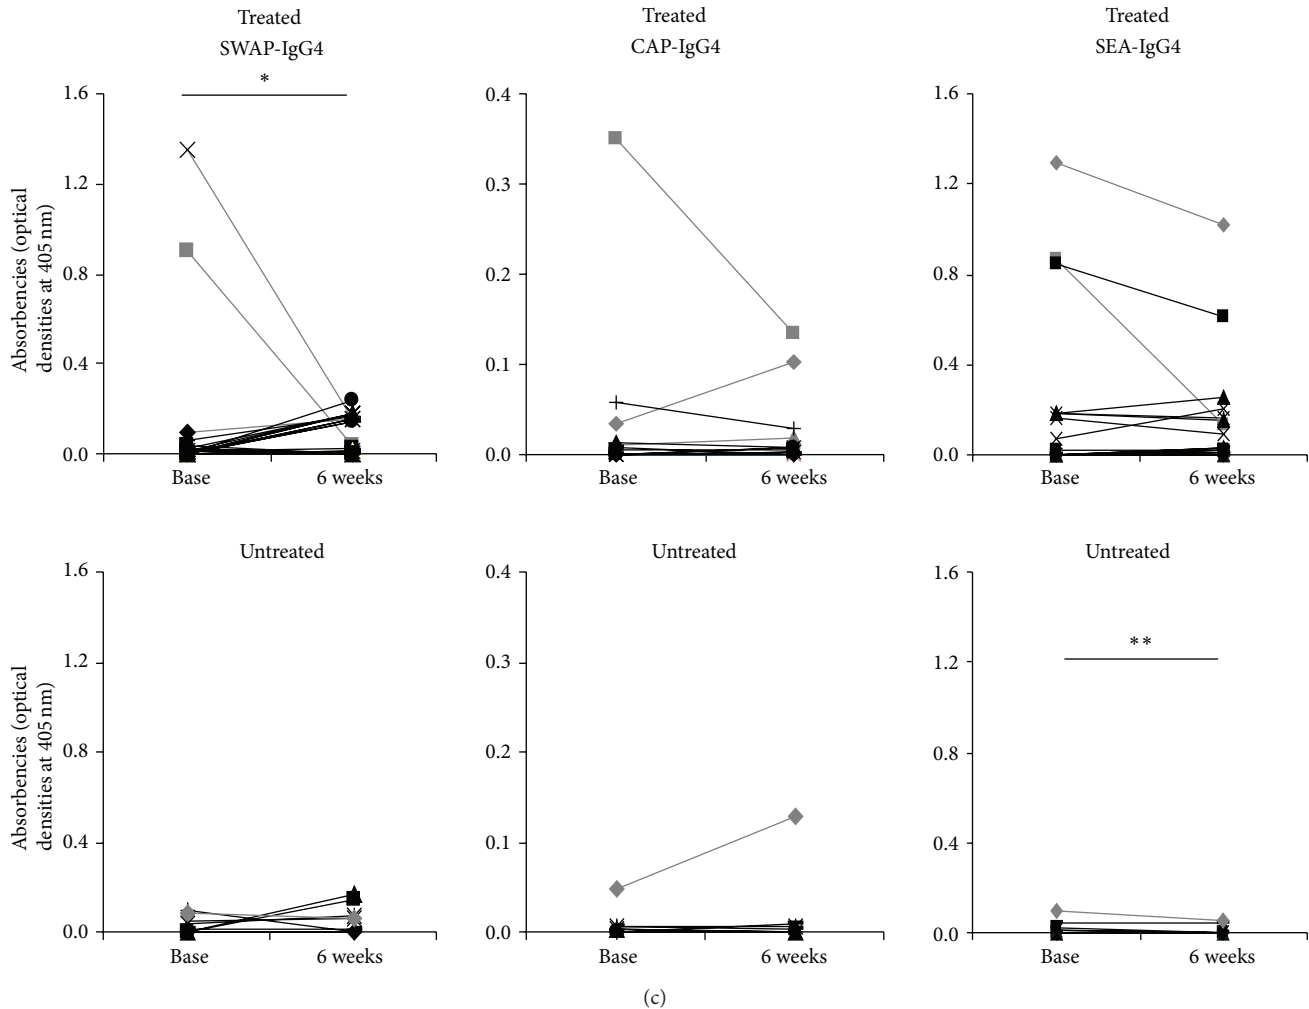 Treated
SWAP-IgG4
Treated
CAP-IgG4
Treated
SEA-IgG4
Absorbencies (optical
densities at 405 nm)
1.6
1.2
0.8
0.4
0.0
*
Base
6 weeks
0.4
0.3
0.2
0.1
0.0
Base
6 weeks
1.6
1.2
0.8
0.4
0.0
Base
6 weeks
Untreated
Untreated
Untreated
Absorbencies (optical
densities at 405 nm)
1.6
1.2
0.8
0.4
0.0
Base
6 weeks
0.4
0.3
0.2
0.1
0.0
Base
6 weeks
1.6
1.2
0.8
0.4
0.0
**
Base
6 weeks
(c)